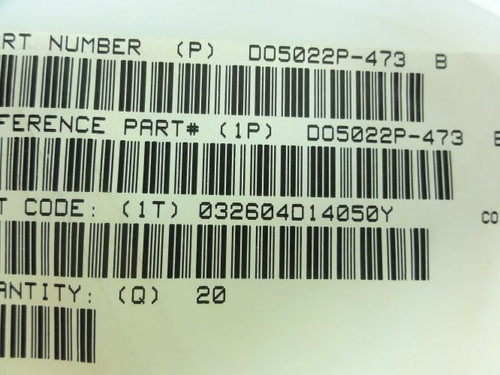 RT NUMBER (P) DO5022P-473 B
FERENCE PART# (1P) DO5022P-473
T CODE: (1T) 032604D14050Y CO
ANTITY: (Q) 20